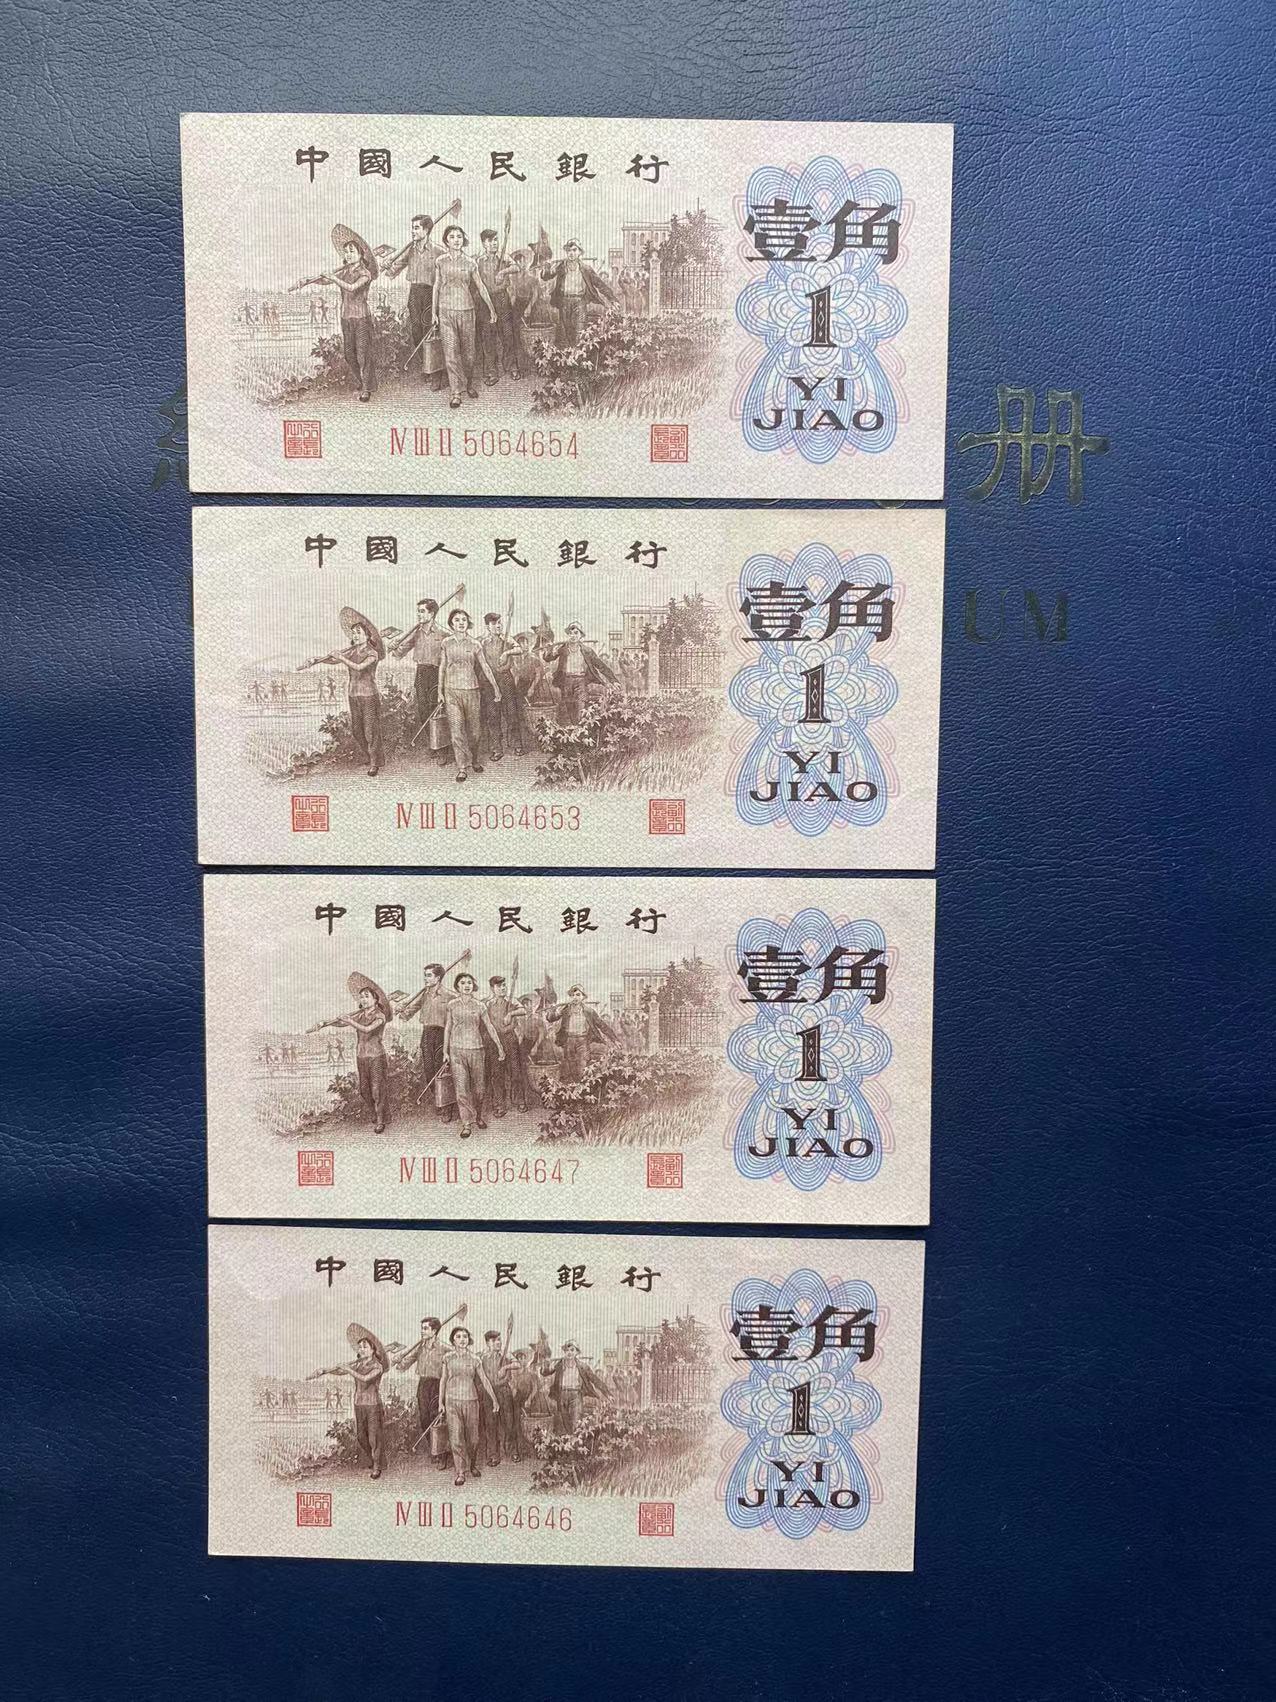 中國人民銀行
壹角
1
YI
JIAO
ⅣⅢⅡ 5064654
册
中國人民銀行
壹角
1
YI
JIAO
ⅣⅢⅡ 5064653
UM
中國人民銀行
壹角
1
YI
JIAO
ⅣⅢⅡ 5064647
中國人民銀行
壹角
1
YI
JIAO
ⅣⅢⅡ 5064646